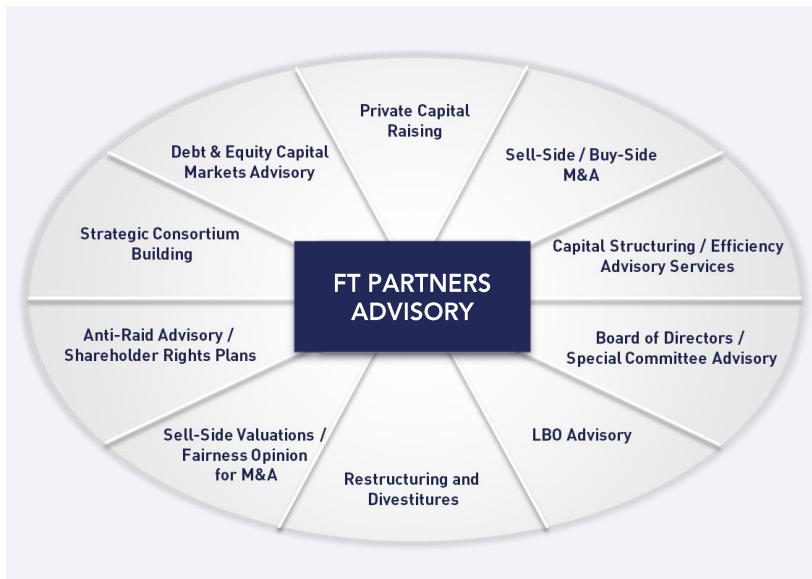 Private Capital
Raising
Debt & Equity Capital
Markets Advisory
Sell-Side / Buy-Side
M&A
Strategic Consortium
Building
Capital Structuring / Efficiency
Advisory Services
FT PARTNERS
ADVISORY
Anti-Raid Advisory /
Shareholder Rights Plans
Board of Directors /
Special Committee Advisory
Sell-Side Valuations /
Fairness Opinion
for M&A
LBO Advisory
Restructuring and
Divestitures